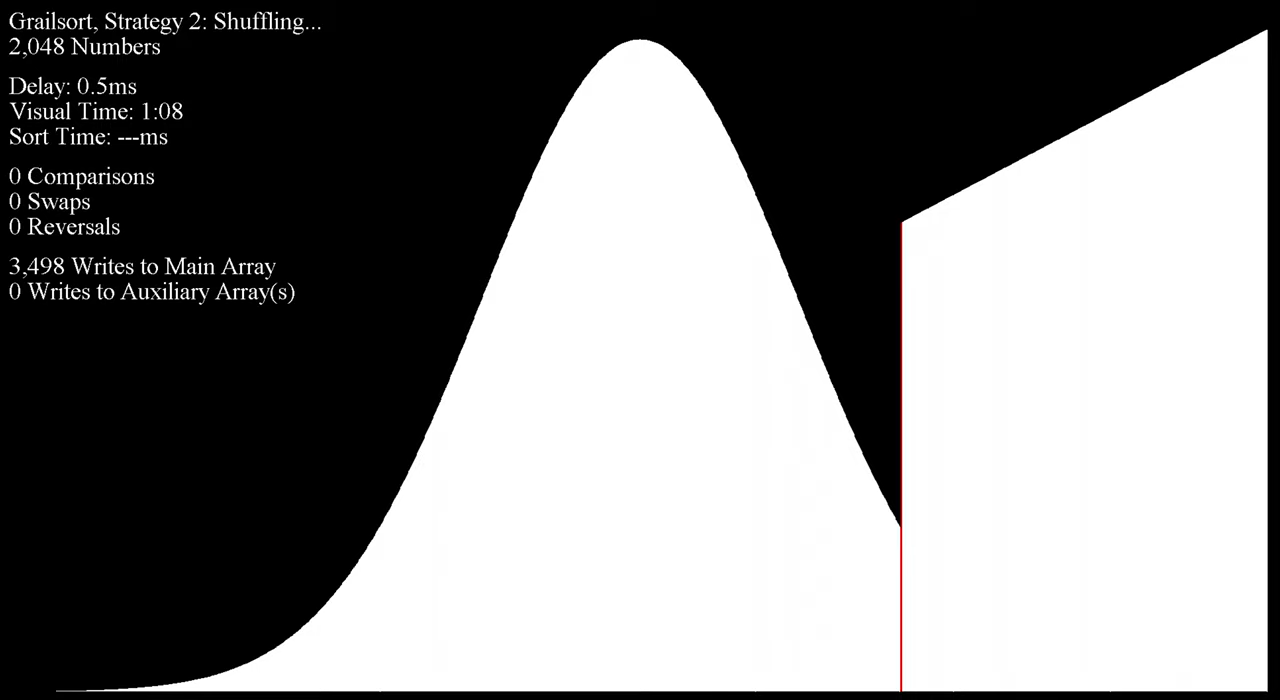 Grailsort, Strategy 2: Shuffling...
2,048 Numbers
Delay: 0.5ms
Visual Time: 1:08
Sort Time: ---ms
0 Comparisons
0 Swaps
0 Reversals
3,498 Writes to Main Array
0 Writes to Auxiliary Array(s)